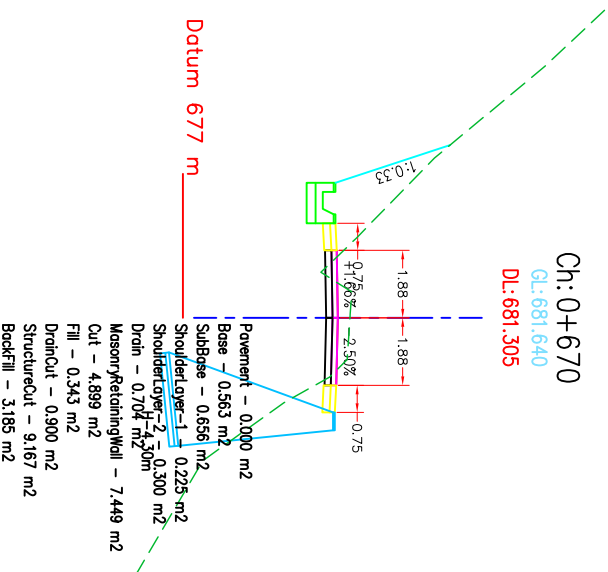 Ch: 0+670
GL: 681.640
DL: 681.305
1:0.33
1.88
1.88
0.75
0.75
+1.66%
-2.50%
Datum 677 m
Pavement - 0.000 m2
Base - 0.563 m2
SubBase - 0.656 m2
ShoulderLayer-1 - 0.225 m2
ShoulderLayer-2 - 0.300 m2
Drain - 0.704 m2
H=4.30m
MasonryRetainingWall - 7.449 m2
Cut - 4.899 m2
Fill - 0.343 m2
DrainCut - 0.900 m2
StructureCut - 9.167 m2
BackFill - 3.185 m2